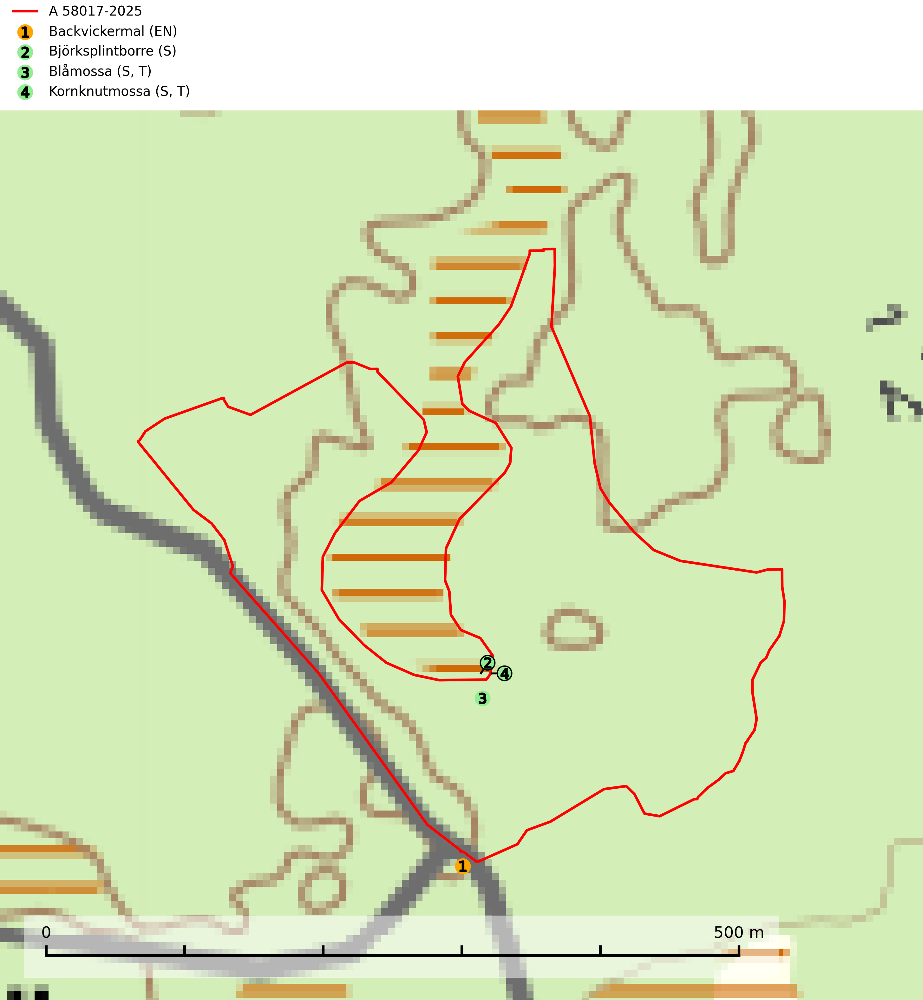 A 58017-2025
1 Backvickermal (EN)
2 Björksplintborre (S)
3 Blåmossa (S, T)
4 Kornknutmossa (S, T)
2
4
3
1
0 500 m